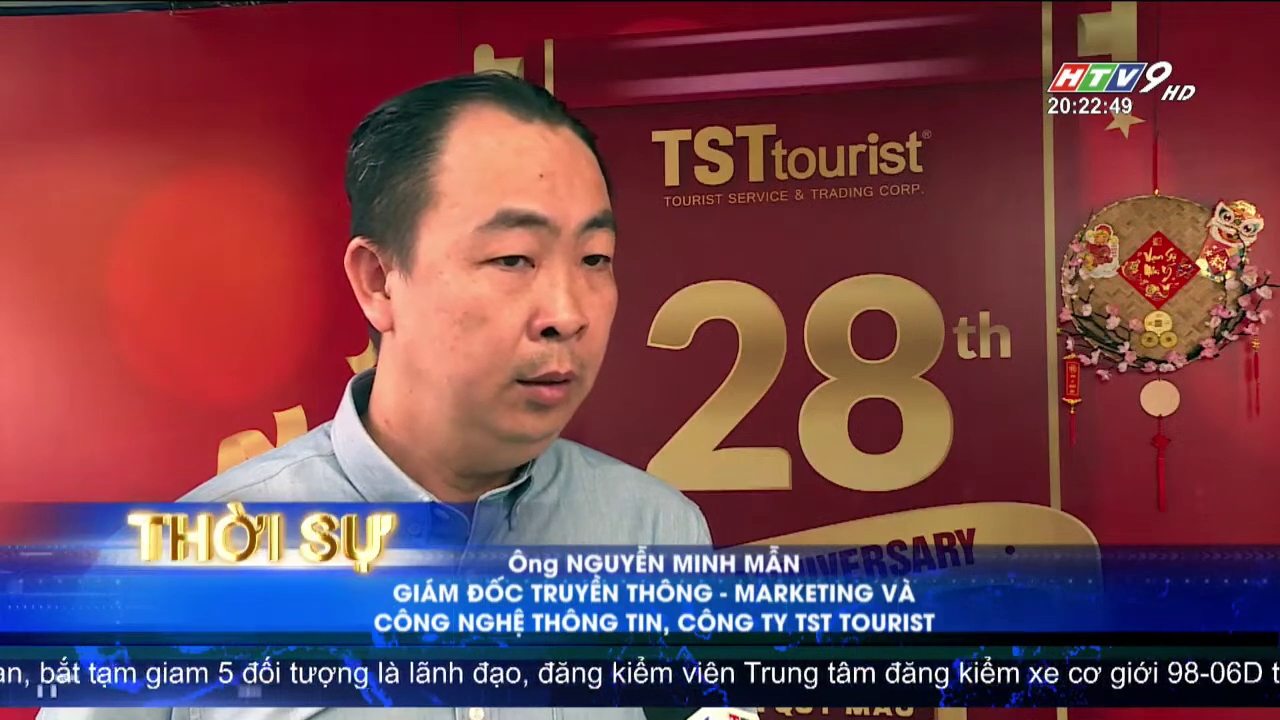 HTV9 HD
20:22:49
TSTtourist®
TOURIST SERVICE & TRADING CORP.
28th
THỜI SỰ
Ông NGUYỄN MINH MẪN
GIÁM ĐỐC TRUYỀN THÔNG - MARKETING VÀ
CÔNG NGHỆ THÔNG TIN, CÔNG TY TST TOURIST
bắt tạm giam 5 đối tượng là lãnh đạo, đăng kiểm viên Trung tâm đăng kiểm xe cơ giới 98-06D